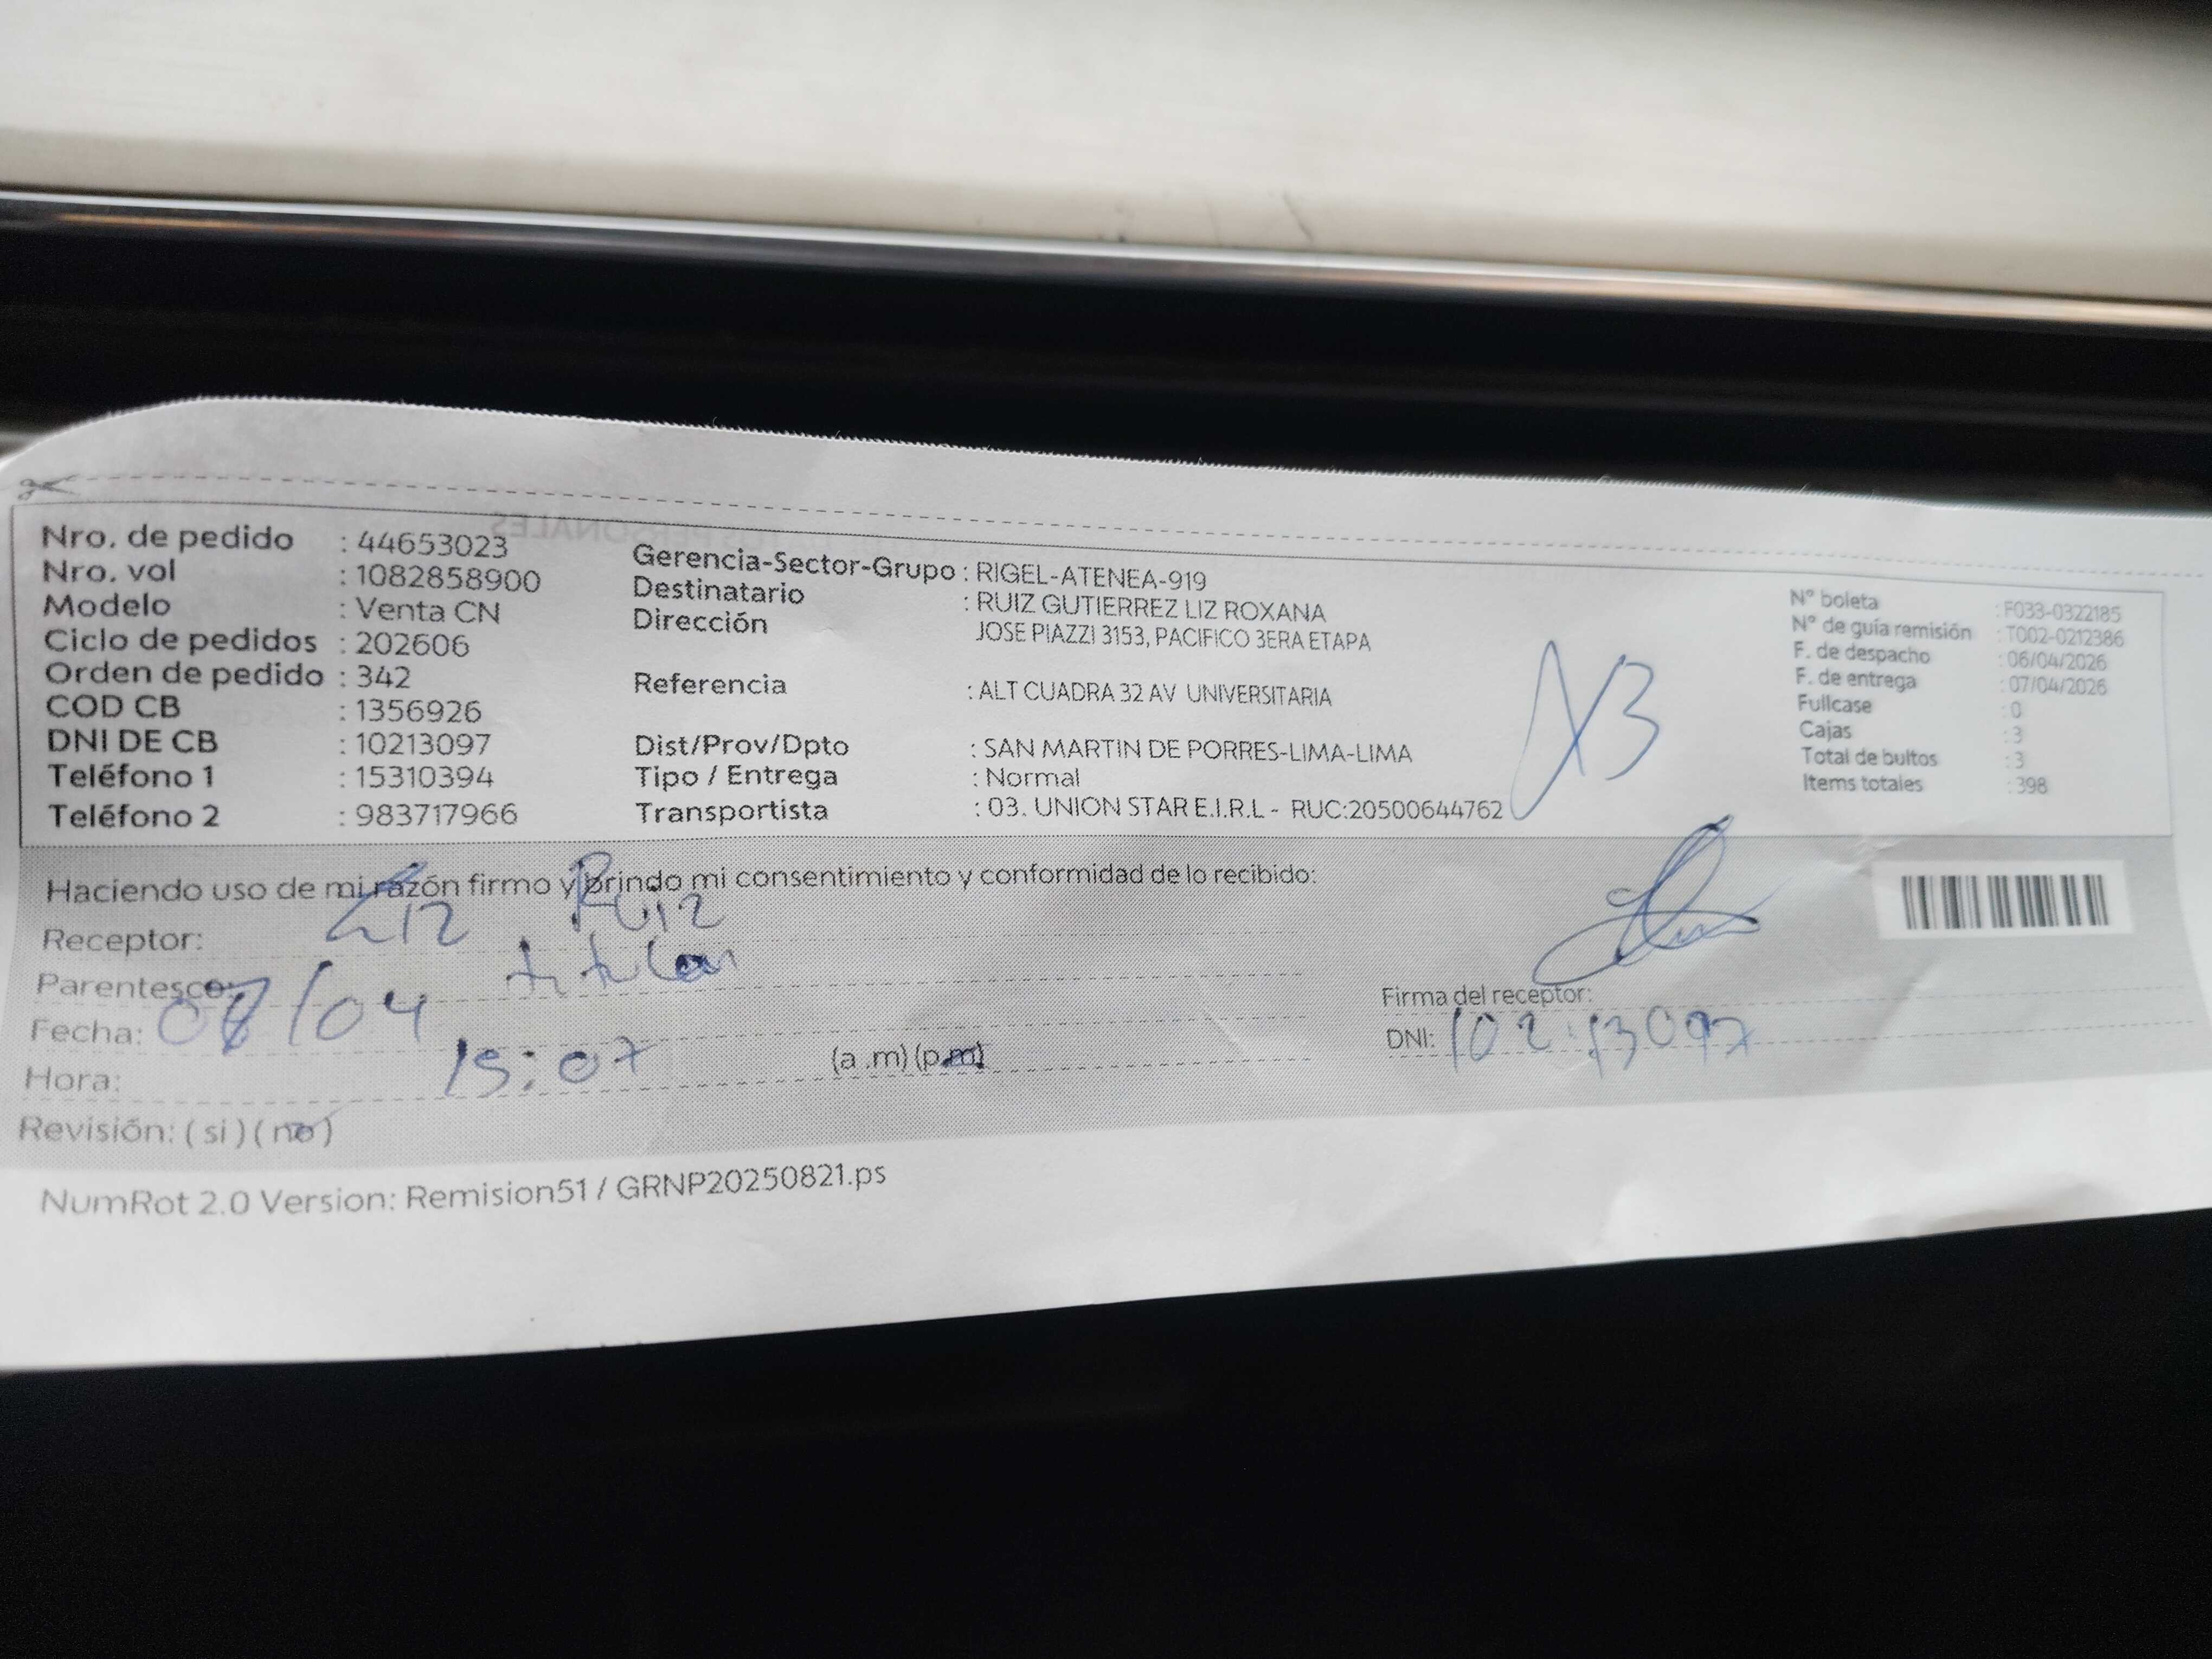 Nro. de pedido : 44653023
Nro. vol : 1082858900
Modelo : Venta CN
Ciclo de pedidos : 202606
Orden de pedido : 342
COD CB : 1356926
DNI DE CB : 10213097
Teléfono 1 : 15310394
Teléfono 2 : 983717966
Gerencia-Sector-Grupo : RIGEL-ATENEA-919
Destinatario : RUIZ GUTIERREZ LIZ ROXANA
Dirección JOSE PIAZZI 3153, PACIFICO 3ERA ETAPA
Referencia : ALT CUADRA 32 AV UNIVERSITARIA
Dist/Prov/Dpto : SAN MARTIN DE PORRES-LIMA-LIMA
Tipo / Entrega : Normal
Transportista : 03. UNION STAR E.I.R.L - RUC:20500644762
X3
N° boleta : F033-0322185
N° de guía remisión : T002-0212386
F. de despacho : 06/04/2026
F. de entrega : 07/04/2026
Fullcase : 0
Cajas : 3
Total de bultos : 3
Items totales : 398
Haciendo uso de mi razón firmo y brindo mi consentimiento y conformidad de lo recibido:
Receptor: Liz Ruiz
Parentesco: titular
Fecha: 07/04
Hora: 15:07 (a.m) (p.m)
Revisión: ( si ) ( no )
Firma del receptor:
DNI: 10213097
NumRot 2.0 Version: Remision51 / GRNP20250821.ps